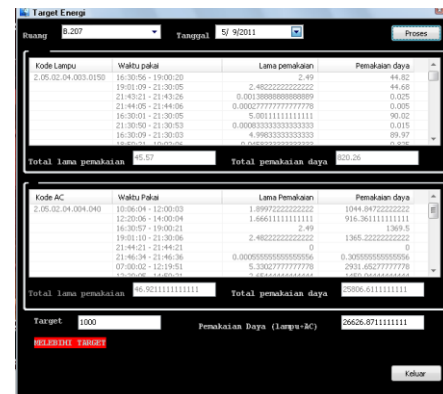 Target Energi
Ruang 8.207 Tanggal 5/ 9/2011 Proses
Kode Lampu Waktu pakai Lama pemakaian Pemakaian daya
2.05.02.04.003.0150 16:30:56 - 19:00:20 2.49 44.82
19:01:09 - 21:30:05 2.48222222222222 44.68
21:43:21 - 21:43:26 0.00138888888888889 0.025
21:44:05 - 21:44:06 0.000277777777777778 0.005
16:30:01 - 21:30:05 5.00111111111111 90.02
21:30:50 - 21:30:53 0.000833333333333333 0.015
16:30:09 - 21:30:03 4.99833333333333 89.97
Total lama pemakaian 45.57 Total pemakaian daya 820.26
Kode AC Waktu Pakai Lama Pemakaian Pemakaian daya
2.05.02.04.004.040 10:06:04 - 12:00:03 1.89972222222222 1044.84722222222
12:20:06 - 14:00:04 1.66611111111111 916.361111111111
16:30:57 - 19:00:21 2.49 1369.5
19:01:10 - 21:30:06 2.48222222222222 1365.22222222222
21:44:21 - 21:44:21 0 0
21:46:34 - 21:46:36 0.000555555555555556 0.305555555555556
07:00:02 - 12:19:51 5.33027777777778 2931.65277777778
Total lama pemakaian 46.9211111111111 Total pemakaian daya 25806.6111111111
Target 1000 Pemakaian Daya (lampu+AC) 26626.8711111111
MELEBIHI TARGET
Keluar